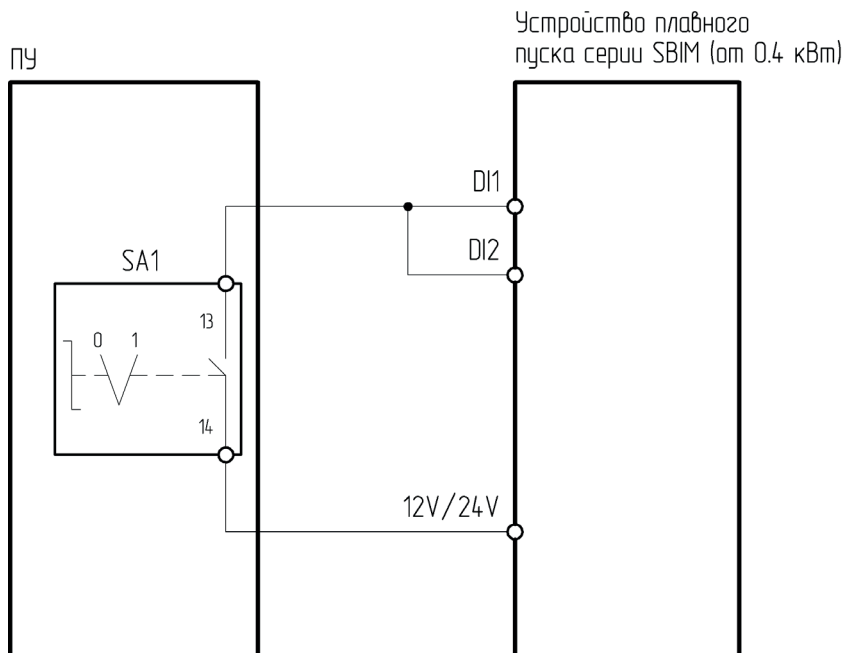 Устройство плавного
пуска серии SBIM (от 0.4 кВт)
ПУ
DI1
DI2
SA1
13
0 1
14
12V/24V